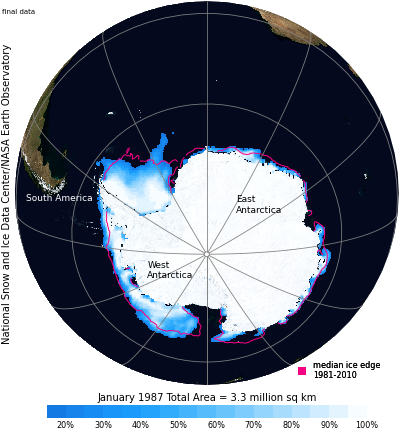 final data
National Snow and Ice Data Center/NASA Earth Observatory
South America
East
Antarctica
West
Antarctica
median ice edge
1981-2010
January 1987 Total Area = 3.3 million sq km
20% 30% 40% 50% 60% 70% 80% 90% 100%